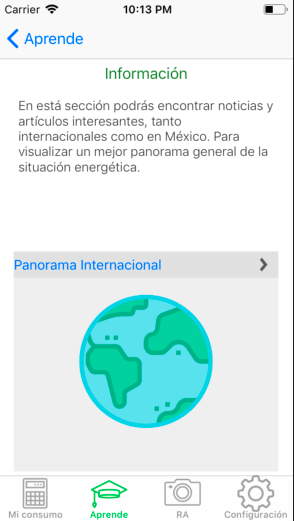 Carrier 10:13 PM
Aprende
Información
En está sección podrás encontrar noticias y
artículos interesantes, tanto
internacionales como en México. Para
visualizar un mejor panorama general de la
situación energética.
Panorama Internacional
Mi consumo Aprende RA Configuración